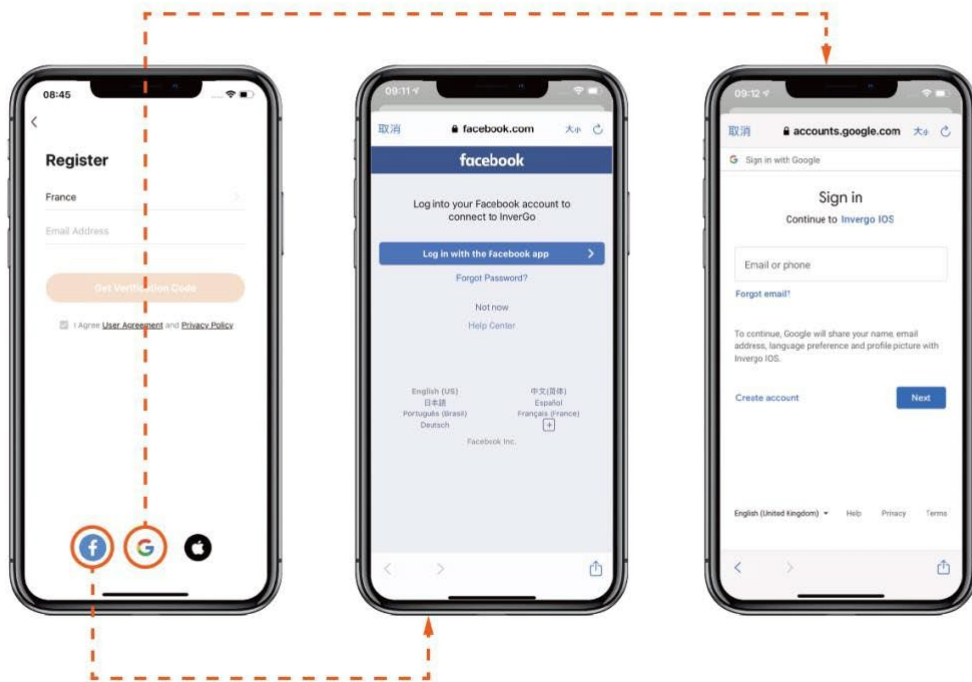 08:45
Register
France
Email Address
Get Verification Code
I Agree User Agreement and Privacy Policy
09:11
取消
facebook.com
大小
facebook
Log into your Facebook account to
connect to InverGo
Log in with the Facebook app
Forgot Password?
Not now
Help Center
English (US)
中文(简体)
日本語
Español
Português (Brasil)
Français (France)
Deutsch
Facebook Inc.
09:12
取消
accounts.google.com
大小
Sign in with Google
Sign in
Continue to Invergo IOS
Email or phone
Forgot email?
To continue, Google will share your name, email
address, language preference and profile picture with
Invergo IOS.
Create account
Next
English (United Kingdom)
Help
Privacy
Terms